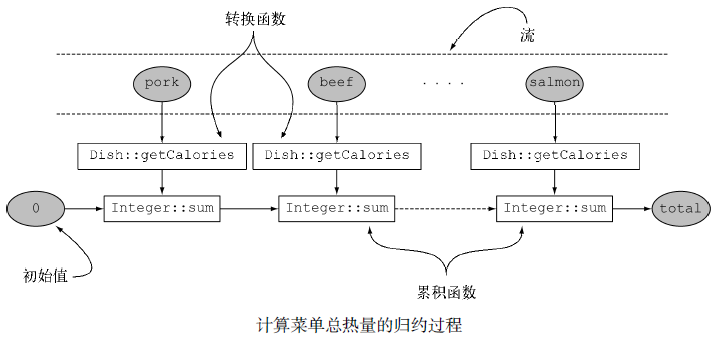 转换函数
流
pork
beef
....
salmon
Dish::getCalories
Dish::getCalories
Dish::getCalories
0
Integer::sum
Integer::sum
Integer::sum
total
初始值
累积函数
计算菜单总热量的归约过程